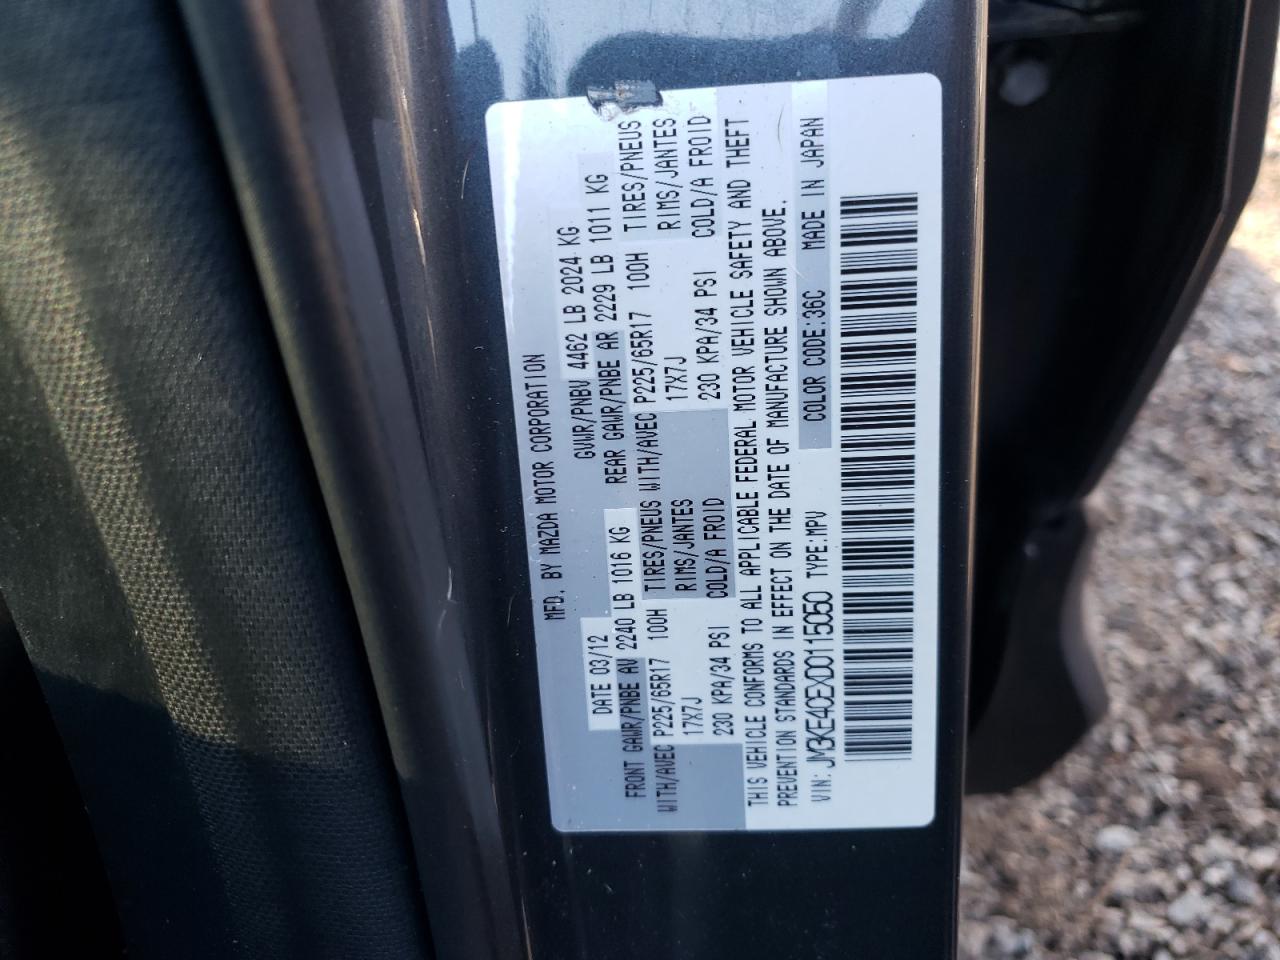 MFD. BY MAZDA MOTOR CORPORATION
DATE 03/12 GVWR/PNBV 4462 LB 2024 KG
FRONT GAWR/PNBE AV 2240 LB 1016 KG REAR GAWR/PNBE AR 2229 LB 1011 KG
WITH/AVEC P225/65R17 100H TIRES/PNEUS WITH/AVEC P225/65R17 100H TIRES/PNEUS
17X7J RIMS/JANTES 17X7J RIMS/JANTES
230 KPA/34 PSI COLD/A FROID 230 KPA/34 PSI COLD/A FROID
THIS VEHICLE CONFORMS TO ALL APPLICABLE FEDERAL MOTOR VEHICLE SAFETY AND THEFT
PREVENTION STANDARDS IN EFFECT ON THE DATE OF MANUFACTURE SHOWN ABOVE.
VIN: JM3KE4CEXD0115050 TYPE:MPV COLOR CODE:36C MADE IN JAPAN